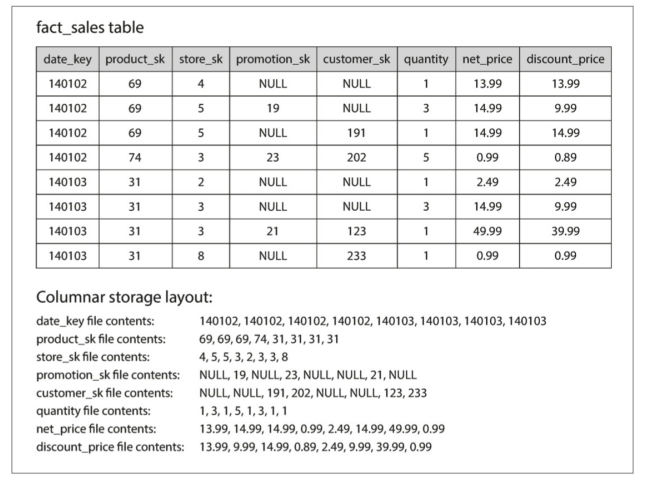 fact_sales table
date_key product_sk store_sk promotion_sk customer_sk quantity net_price discount_price
140102 69 4 NULL NULL 1 13.99 13.99
140102 69 5 19 NULL 3 14.99 9.99
140102 69 5 NULL 191 1 14.99 14.99
140102 74 3 23 202 5 0.99 0.89
140103 31 2 NULL NULL 1 2.49 2.49
140103 31 3 NULL NULL 3 14.99 9.99
140103 31 3 21 123 1 49.99 39.99
140103 31 8 NULL 233 1 0.99 0.99
Columnar storage layout:
date_key file contents: 140102, 140102, 140102, 140102, 140103, 140103, 140103, 140103
product_sk file contents: 69, 69, 69, 74, 31, 31, 31, 31
store_sk file contents: 4, 5, 5, 3, 2, 3, 3, 8
promotion_sk file contents: NULL, 19, NULL, 23, NULL, NULL, 21, NULL
customer_sk file contents: NULL, NULL, 191, 202, NULL, NULL, 123, 233
quantity file contents: 1, 3, 1, 5, 1, 3, 1, 1
net_price file contents: 13.99, 14.99, 14.99, 0.99, 2.49, 14.99, 49.99, 0.99
discount_price file contents: 13.99, 9.99, 14.99, 0.89, 2.49, 9.99, 39.99, 0.99